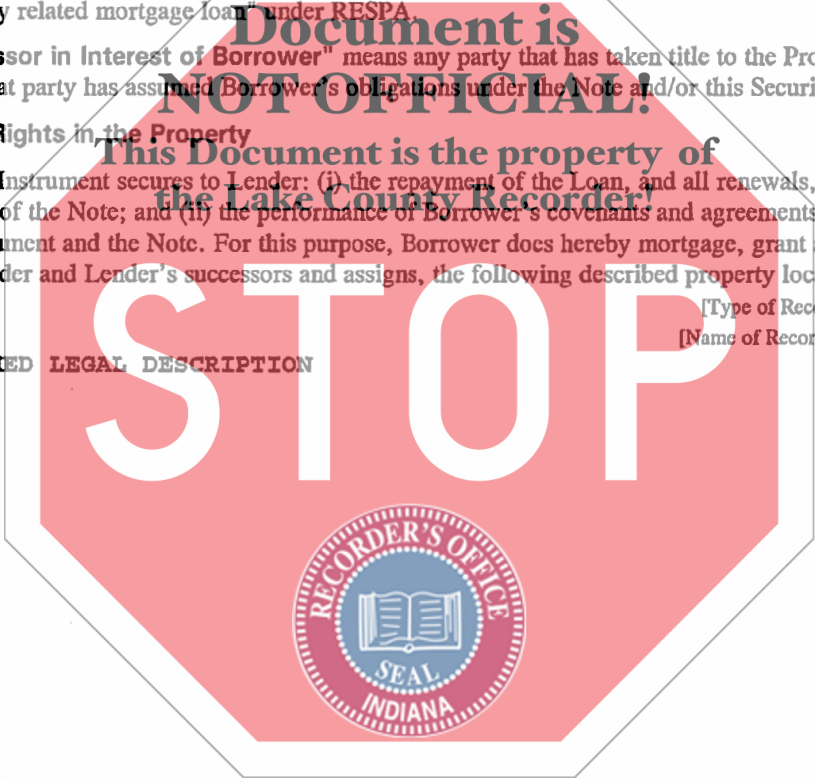 y related mortgage loan" under RESPA.
Document is
ssor in Interest of Borrower" means any party that has taken title to the Pro
at party has assumed Borrower's obligations under the Note and/or this Securi
NOT OFFICIAL!
Rights in the Property
This Document is the property of
Instrument secures to Lender: (i) the repayment of the Loan, and all renewals,
the Lake County Recorder!
of the Note; and (ii) the performance of Borrower's covenants and agreements
ument and the Note. For this purpose, Borrower does hereby mortgage, grant
der and Lender's successors and assigns, the following described property loc
[Type of Reco
[Name of Recor
ED LEGAL DESCRIPTION
STOP
RECORDER'S OFFICE
SEAL
INDIANA